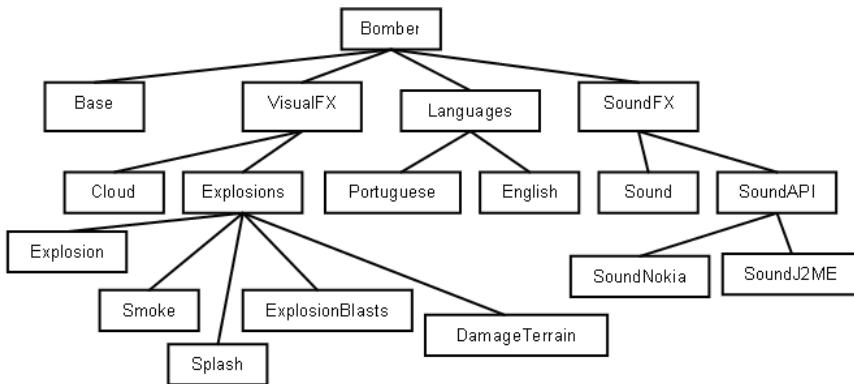 Bomber
Base
VisualFX
Languages
SoundFX
Cloud
Explosions
Portuguese
English
Sound
SoundAPI
Explosion
SoundNokia
SoundJ2ME
Smoke
ExplosionBlasts
DamageTerrain
Splash